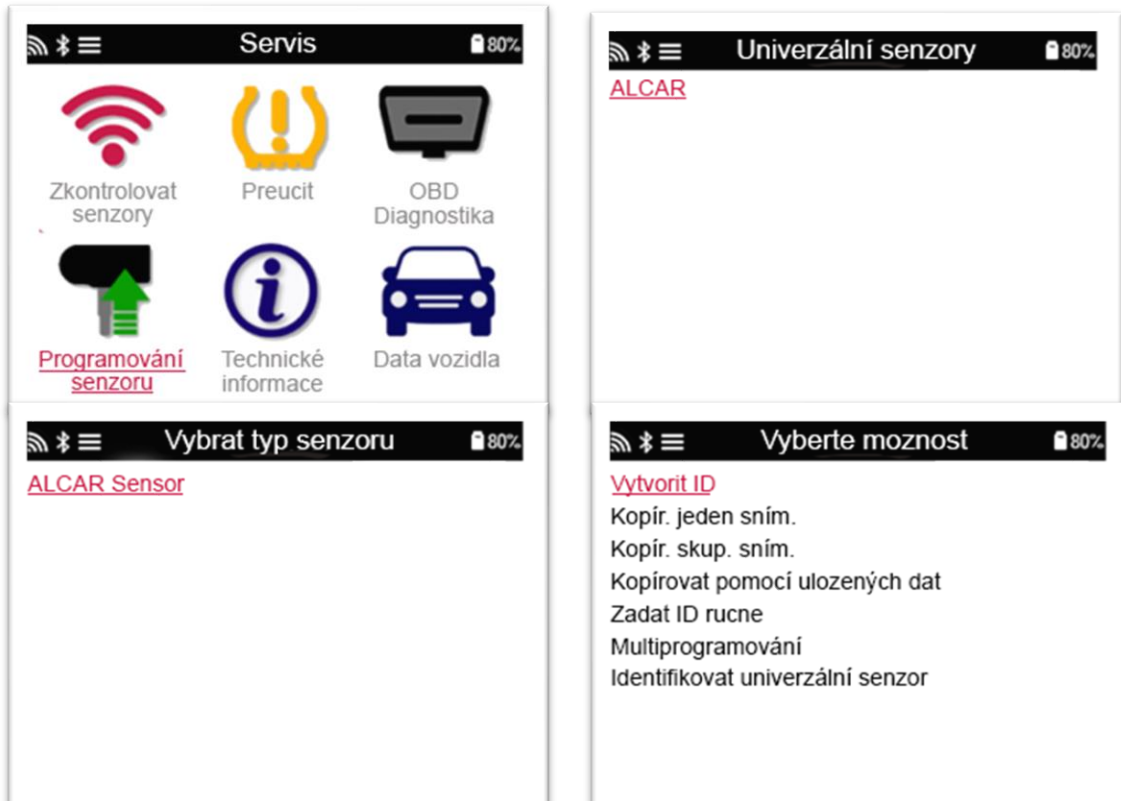 Servis
80%
Zkontrolovat
senzory
Preucit
OBD
Diagnostika
Programování
senzoru
Technické
informace
Data vozidla
Univerzální senzory
80%
ALCAR
Vybrat typ senzoru
80%
ALCAR Sensor
Vyberte moznost
80%
Vytvorit ID
Kopír. jeden sním.
Kopír. skup. sním.
Kopírovat pomocí ulozených dat
Zadat ID rucne
Multiprogramování
Identifikovat univerzální senzor